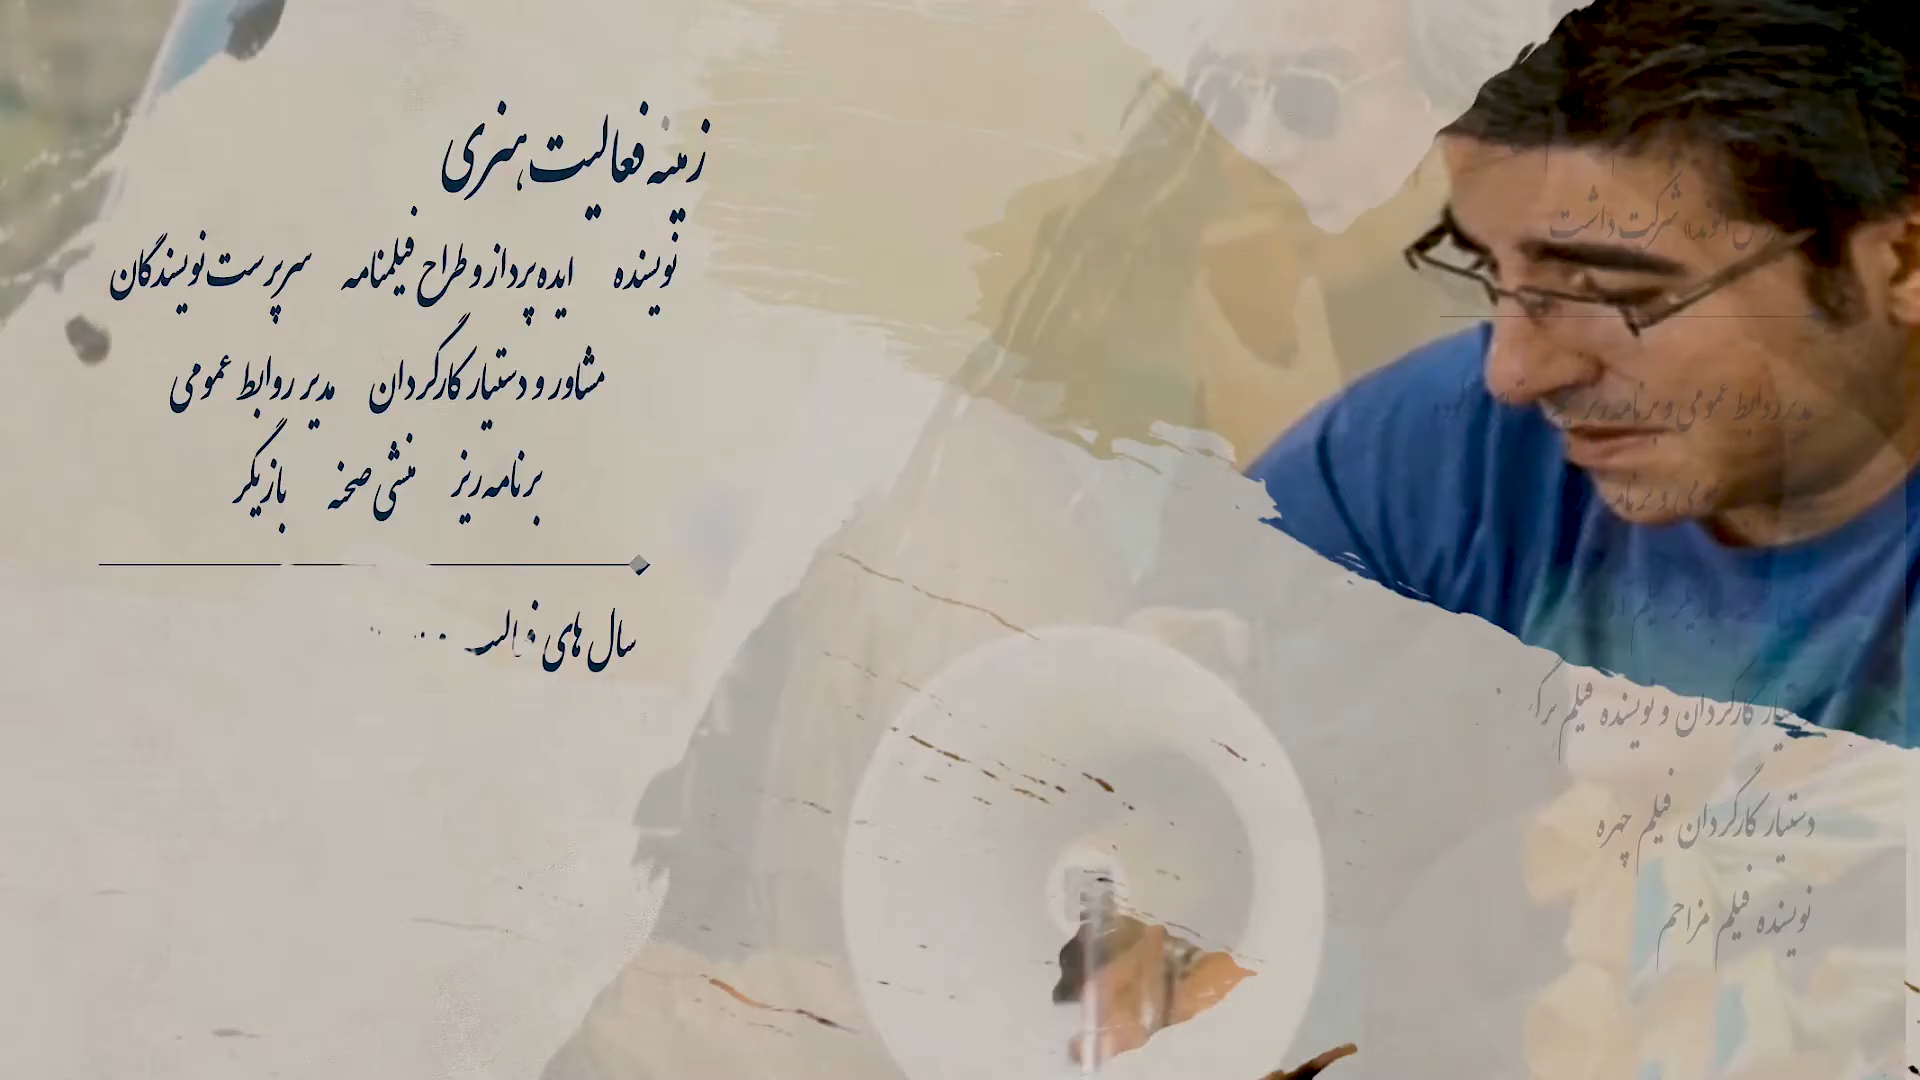 زمینه فعالیت هنری
نویسنده ایده پرداز و طراح فیلمنامه سرپرست نویسندگان
مشاور و دستیار کارگردان مدیر روابط عمومی
برنامه ریز منشی صحنه بازیگر
سال های
شرکت داشت
مدیر روابط عمومی و برنامه ریز
دستیار کارگردان و نویسنده فیلم
دستیار کارگردان فیلم چهره
نویسنده فیلم مزاحم